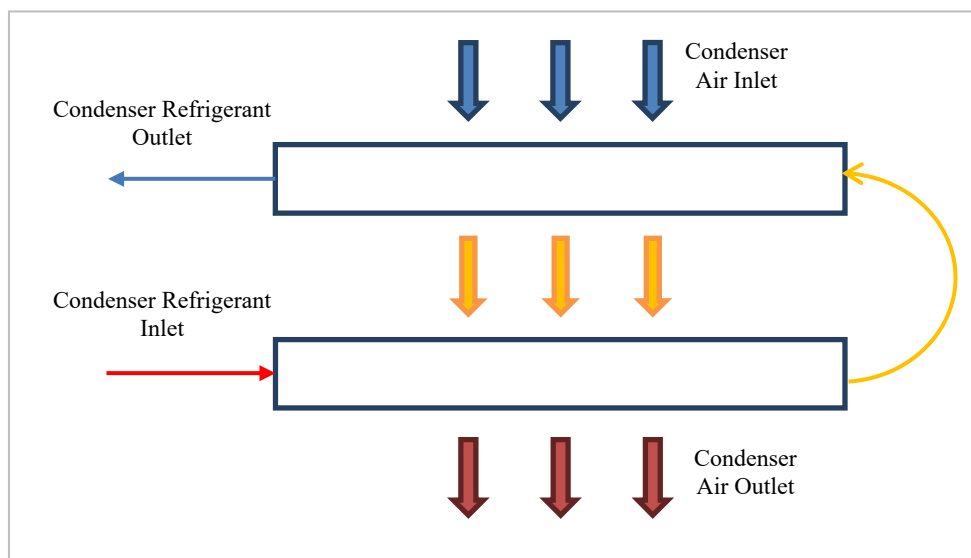 Condenser
Air Inlet
Condenser Refrigerant
Outlet
Condenser Refrigerant
Inlet
Condenser
Air Outlet